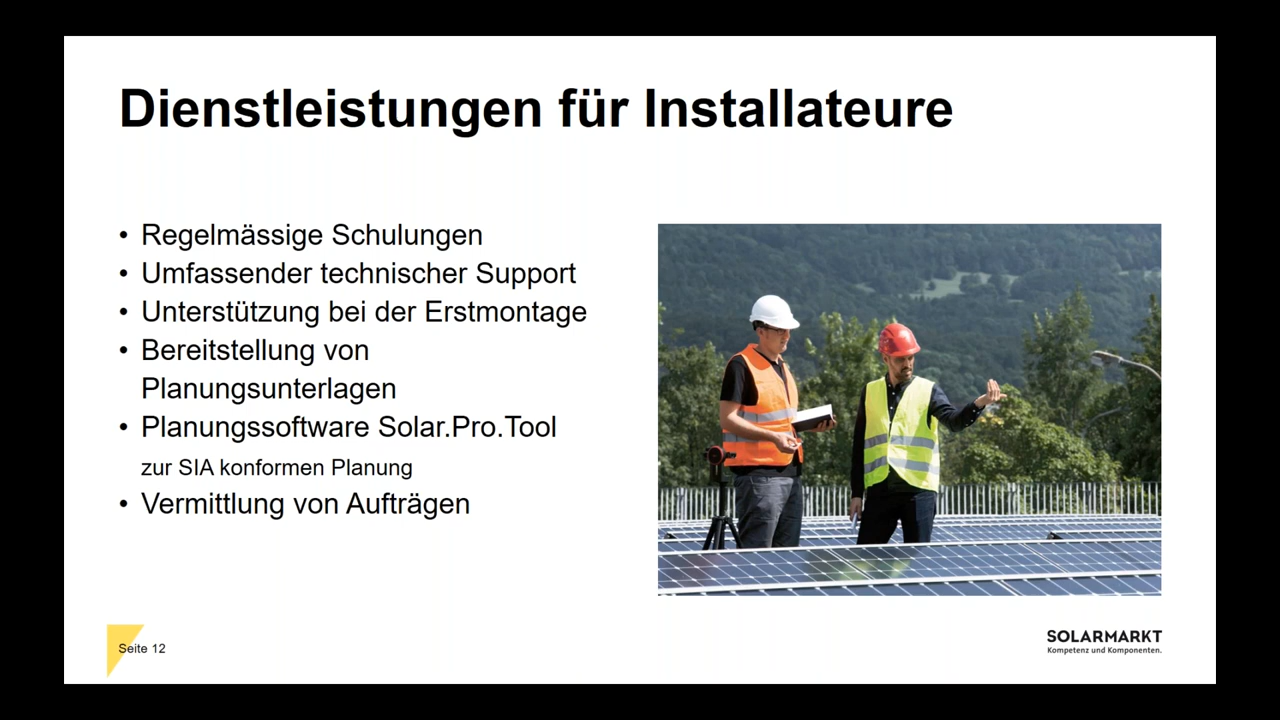 Dienstleistungen für Installateure
• Regelmässige Schulungen
• Umfassender technischer Support
• Unterstützung bei der Erstmontage
• Bereitstellung von
Planungsunterlagen
• Planungssoftware Solar.Pro.Tool
zur SIA konformen Planung
• Vermittlung von Aufträgen
Seite 12
SOLARMARKT
Kompetenz und Komponenten.